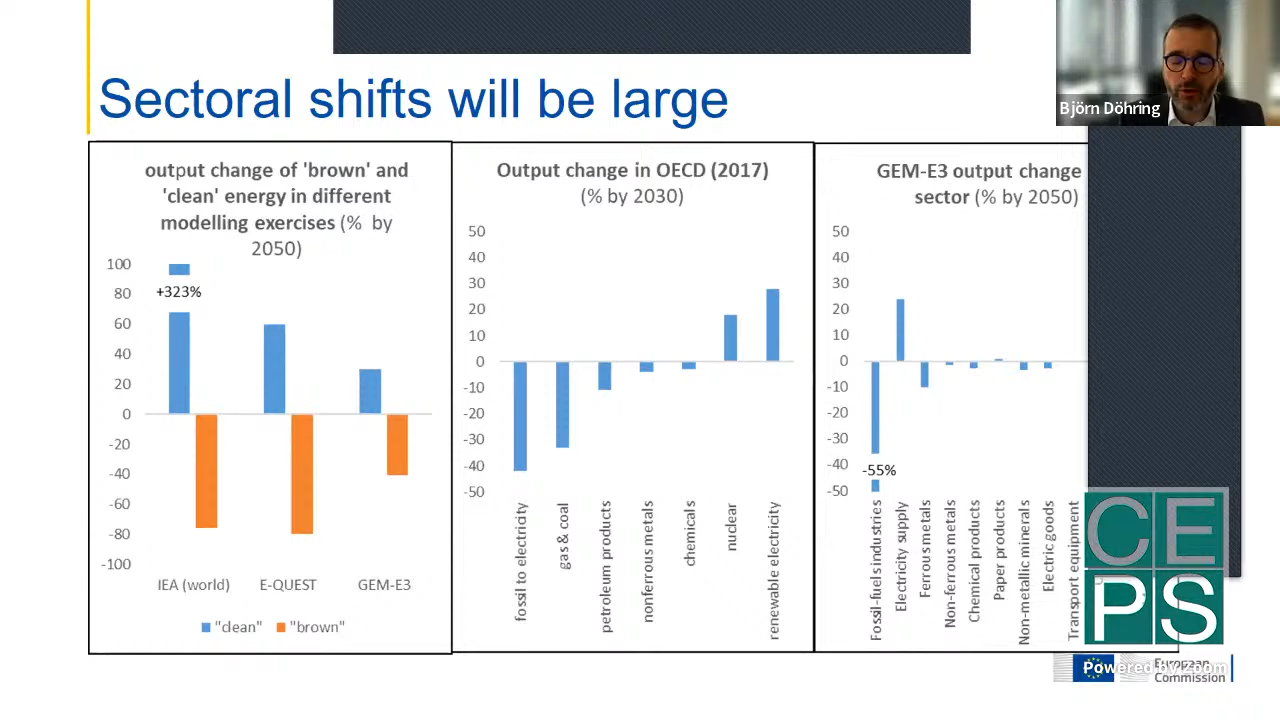 Björn Döhring
Sectoral shifts will be large
output change of 'brown' and
'clean' energy in different
modelling exercises (% by
2050)
100
80
60
40
20
0
-20
-40
-60
-80
-100
+323%
IEA (world)
E-QUEST
GEM-E3
"clean"
"brown"
Output change in OECD (2017)
(% by 2030)
50
40
30
20
10
0
-10
-20
-30
-40
-50
fossil to electricity
gas & coal
petroleum products
nonferrous metals
chemicals
nuclear
renewable electricity
GEM-E3 output change
sector (% by 2050)
50
40
30
20
10
0
-10
-20
-30
-40
-50
-55%
Fossil-fuels industries
Electricity supply
Ferrous metals
Non-ferrous metals
Chemical products
Paper products
Non-metallic minerals
Electric goods
Transport equipment
CE
PS
Powered by Zoom
European
Commission